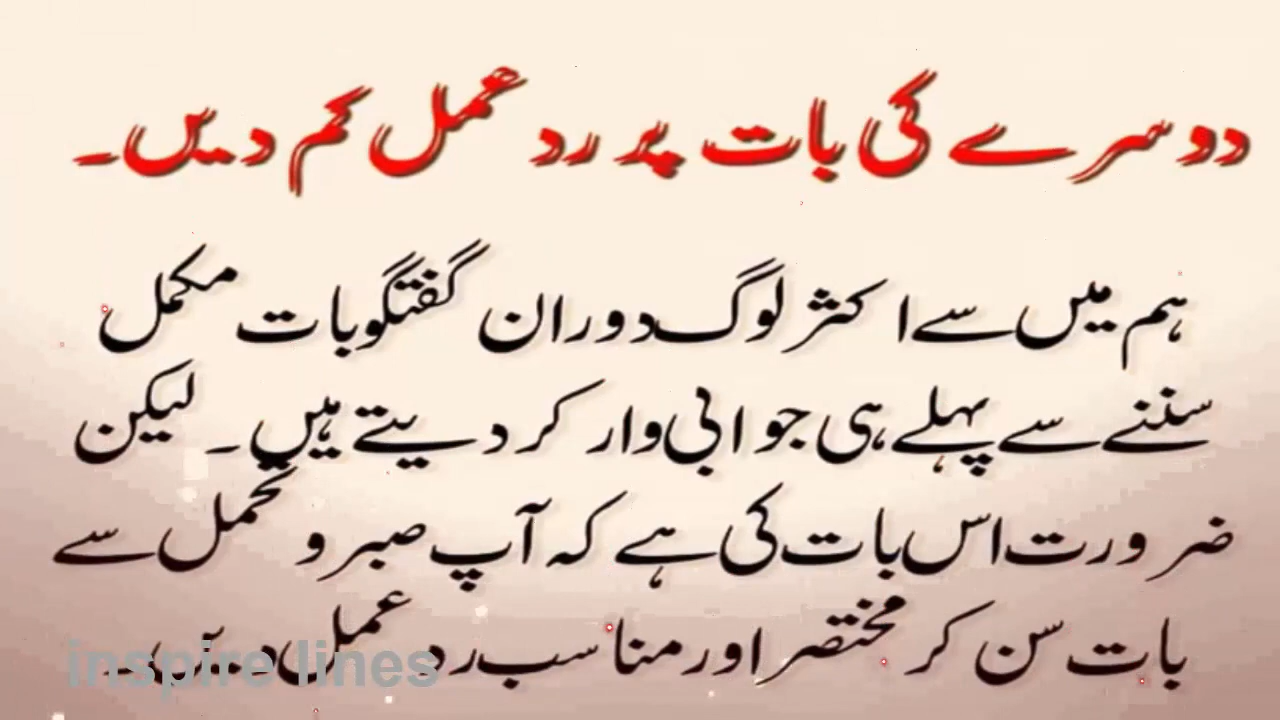 دوسرے کی بات پر رد عمل کم دیں۔
ہم میں سے اکثر لوگ دوران گفتگو بات مکمل
سننے سے پہلے ہی جوابی وار کر دیتے ہیں۔ لیکن
ضرورت اس بات کی ہے کہ آپ صبر و تحمل سے
بات سن کر مختصر اور مناسب رد عمل دیں۔
inspire lines